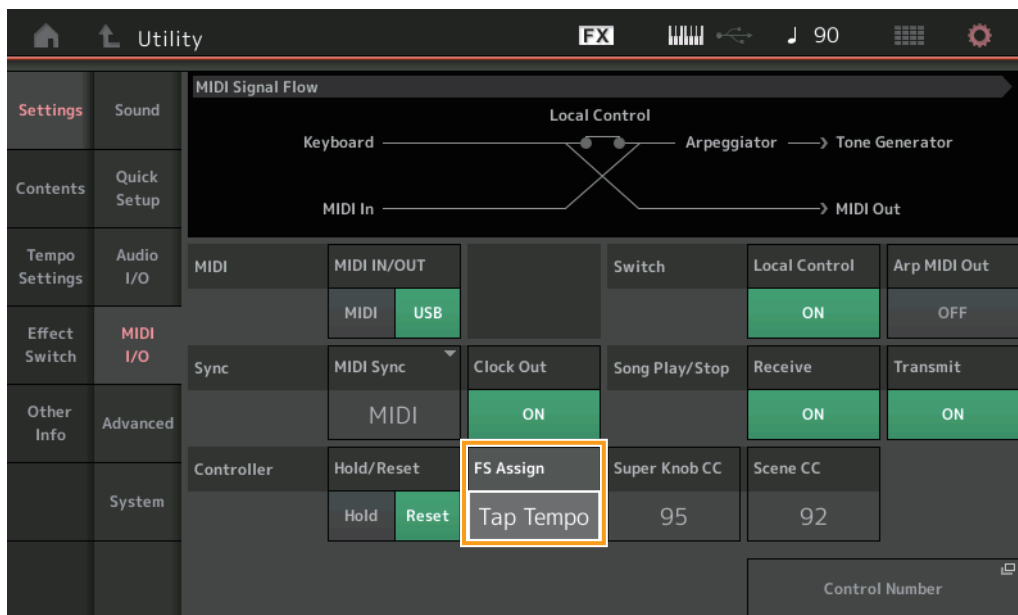 Utility
FX
♩ 90
Settings
Contents
Tempo
Settings
Effect
Switch
Other
Info
Sound
Quick
Setup
Audio
I/O
MIDI
I/O
Advanced
System
MIDI Signal Flow
Local Control
Keyboard
Arpeggiator
Tone Generator
MIDI In
MIDI Out
MIDI
MIDI IN/OUT
MIDI
USB
Switch
Local Control
ON
Arp MIDI Out
OFF
Sync
MIDI Sync
MIDI
Clock Out
ON
Song Play/Stop
Receive
ON
Transmit
ON
Controller
Hold/Reset
Hold
Reset
FS Assign
Tap Tempo
Super Knob CC
95
Scene CC
92
Control Number